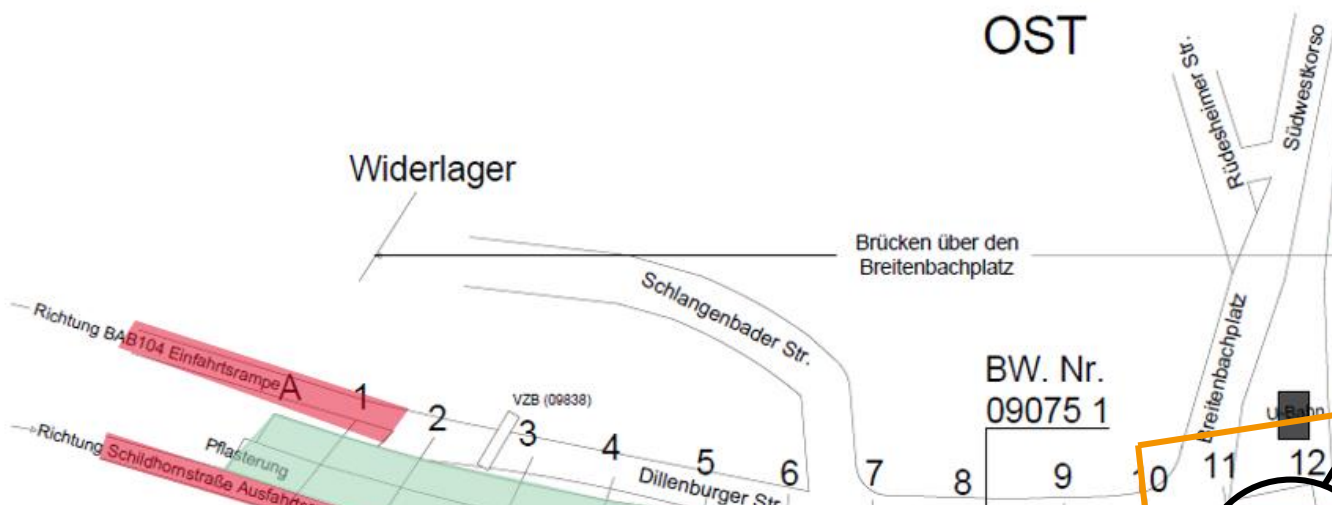 OST
Rüdesheimer Str.
Südwestkorso
Widerlager
Brücken über den
Breitenbachplatz
Schlangenbader Str.
Breitenbachplatz
Richtung BAB104 Einfahrtsrampe
A
1
2
VZB (09838)
3
4
5
6
7
8
9
10
11
12
BW. Nr.
09075 1
U-Bahn
Pflasterung
Richtung Schildhornstraße
Dillenburger Str.